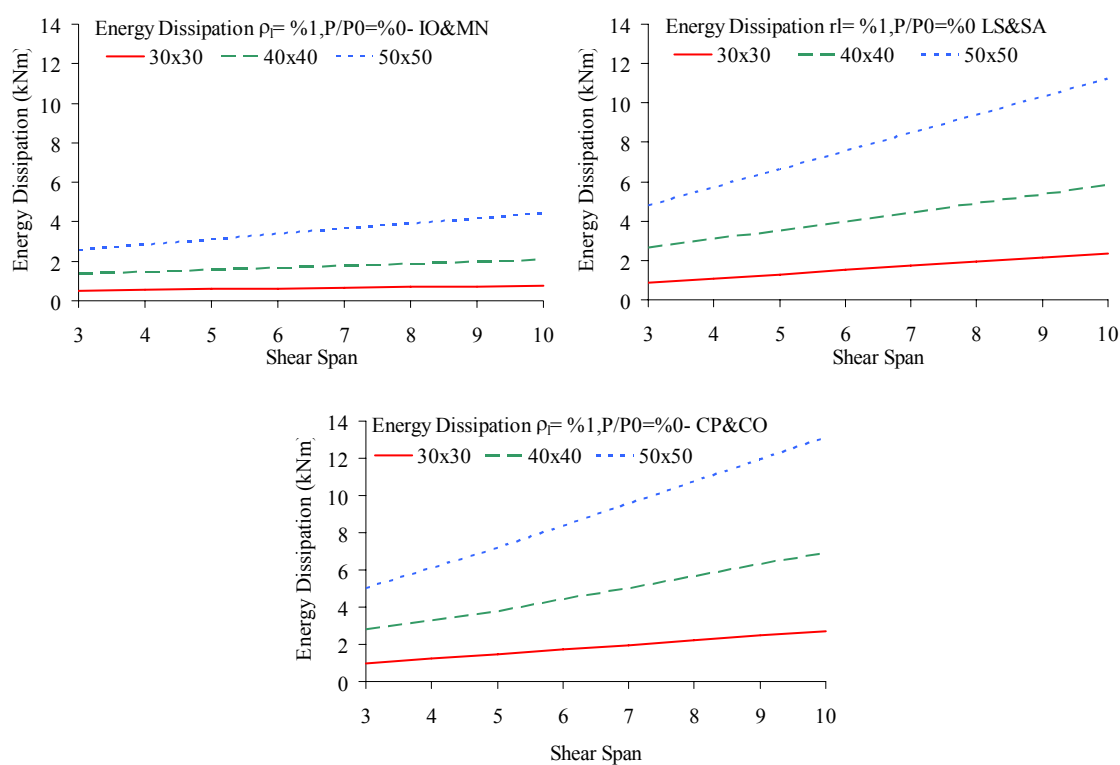 Energy Dissipation ρl= %1,P/P0=%0- IO&MN
30x30 40x40 50x50
Energy Dissipation (kNm)
14
12
10
8
6
4
2
0
3 4 5 6 7 8 9 10
Shear Span
Energy Dissipation rl= %1,P/P0=%0 LS&SA
30x30 40x40 50x50
Energy Dissipation (kNm)
14
12
10
8
6
4
2
0
3 4 5 6 7 8 9 10
Shear Span
Energy Dissipation ρl= %1,P/P0=%0- CP&CO
30x30 40x40 50x50
Energy Dissipation (kNm)
14
12
10
8
6
4
2
0
3 4 5 6 7 8 9 10
Shear Span